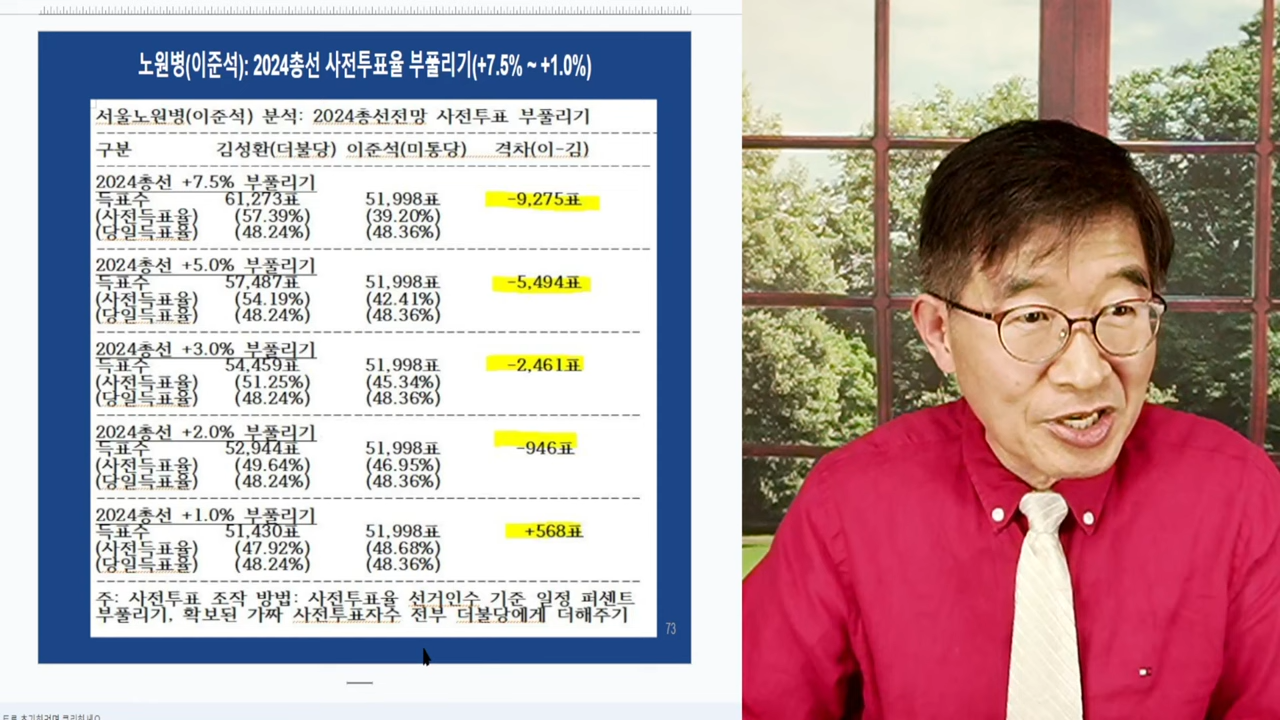 노원병(이준석): 2024총선 사전투표율 부풀리기(+7.5% ~ +1.0%)
서울노원병(이준석) 분석: 2024총선전망 사전투표 부풀리기
구분 김성환(더불당) 이준석(미통당) 격차(이-김)
2024총선 +7.5% 부풀리기
득표수 61,273표 51,998표 -9,275표
(사전득표율) (57.39%) (39.20%)
(당일득표율) (48.24%) (48.36%)
2024총선 +5.0% 부풀리기
득표수 57,487표 51,998표 -5,494표
(사전득표율) (54.19%) (42.41%)
(당일득표율) (48.24%) (48.36%)
2024총선 +3.0% 부풀리기
득표수 54,459표 51,998표 -2,461표
(사전득표율) (51.25%) (45.34%)
(당일득표율) (48.24%) (48.36%)
2024총선 +2.0% 부풀리기
득표수 52,944표 51,998표 -946표
(사전득표율) (49.64%) (46.95%)
(당일득표율) (48.24%) (48.36%)
2024총선 +1.0% 부풀리기
득표수 51,430표 51,998표 +568표
(사전득표율) (47.92%) (48.68%)
(당일득표율) (48.24%) (48.36%)
주: 사전투표 조작 방법: 사전투표율 선거인수 기준 일정 퍼센트
부풀리기, 확보된 가짜 사전투표자수 전부 더불당에게 더해주기
73